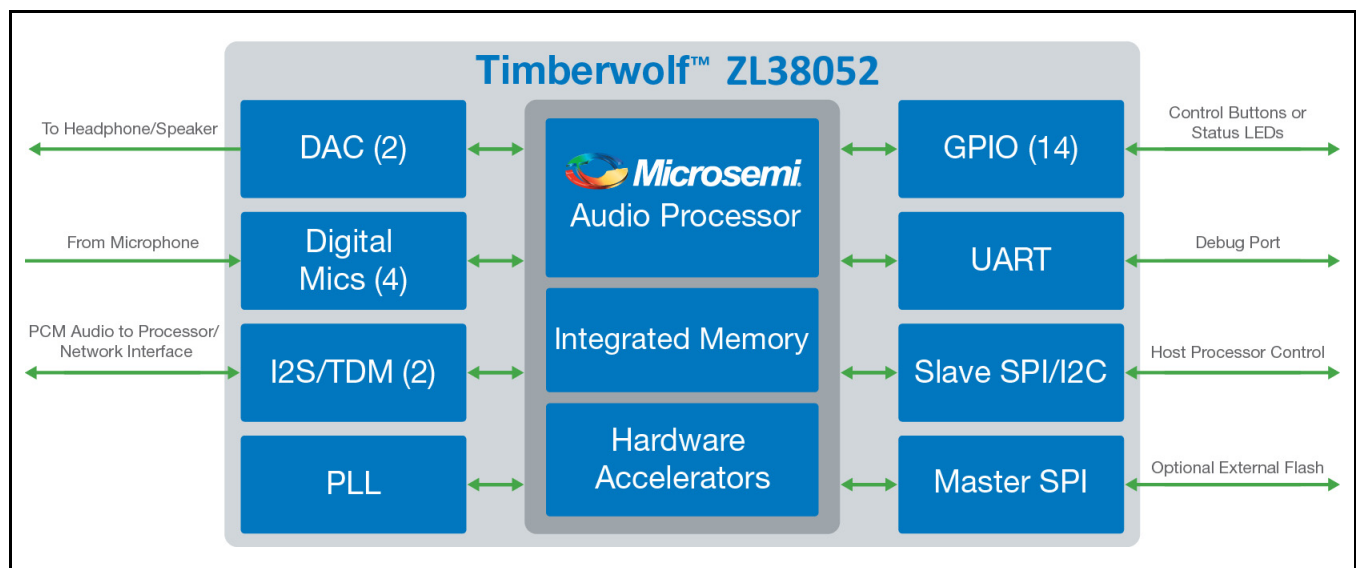 Timberwolf™ ZL38052
To Headphone/Speaker
DAC (2)
From Microphone
Digital
Mics (4)
PCM Audio to Processor/
Network Interface
I2S/TDM (2)
PLL
Microsemi.
Audio Processor
Integrated Memory
Hardware
Accelerators
GPIO (14)
Control Buttons or
Status LEDs
UART
Debug Port
Slave SPI/I2C
Host Processor Control
Master SPI
Optional External Flash